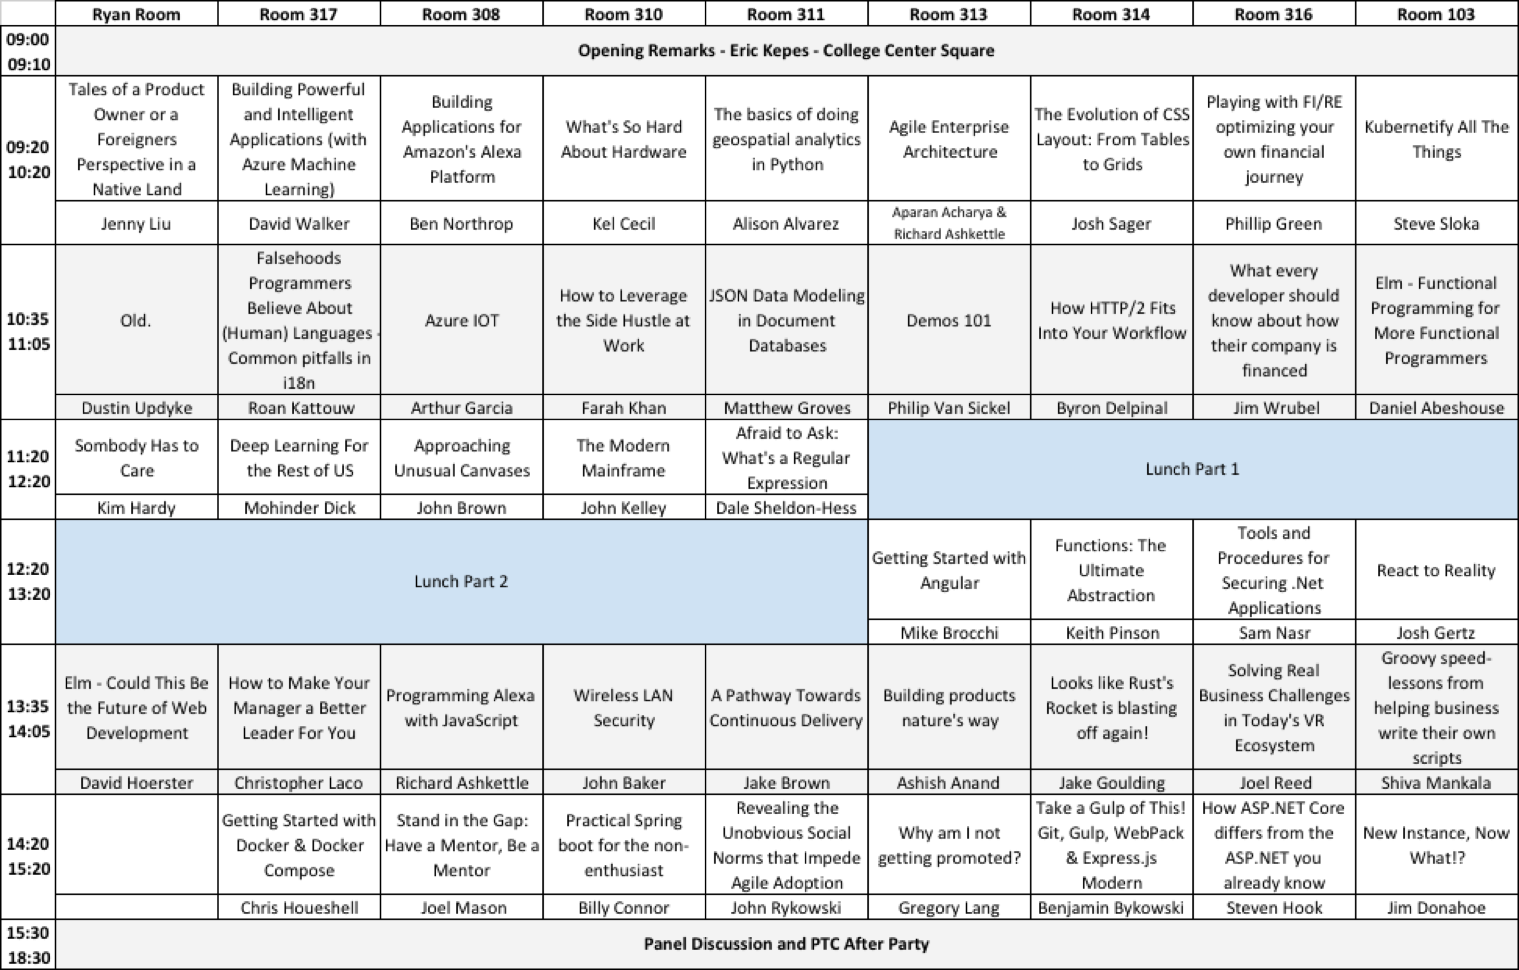 Ryan Room Room 317 Room 308 Room 310 Room 311 Room 313 Room 314 Room 316 Room 103
09:00
09:10
Opening Remarks - Eric Kepes - College Center Square
09:20
10:20
Tales of a Product
Owner or a
Foreigners
Perspective in a
Native Land
Building Powerful
and Intelligent
Applications (with
Azure Machine
Learning)
Building
Applications for
Amazon's Alexa
Platform
What's So Hard
About Hardware
The basics of doing
geospatial analytics
in Python
Agile Enterprise
Architecture
The Evolution of CSS
Layout: From Tables
to Grids
Playing with FI/RE
optimizing your
own financial
journey
Kubernetify All The
Things
Jenny Liu
David Walker
Ben Northrop
Kel Cecil
Alison Alvarez
Aparan Acharya &
Richard Ashkettle
Josh Sager
Phillip Green
Steve Sloka
10:35
11:05
Old.
Falsehoods
Programmers
Believe About
(Human) Languages -
Common pitfalls in
i18n
Azure IOT
How to Leverage
the Side Hustle at
Work
JSON Data Modeling
in Document
Databases
Demos 101
How HTTP/2 Fits
Into Your Workflow
What every
developer should
know about how
their company is
financed
Elm - Functional
Programming for
More Functional
Programmers
Dustin Updyke
Roan Kattouw
Arthur Garcia
Farah Khan
Matthew Groves
Philip Van Sickel
Byron Delpinal
Jim Wrubel
Daniel Abeshouse
11:20
12:20
Sombody Has to
Care
Deep Learning For
the Rest of US
Approaching
Unusual Canvases
The Modern
Mainframe
Afraid to Ask:
What's a Regular
Expression
Lunch Part 1
Kim Hardy
Mohinder Dick
John Brown
John Kelley
Dale Sheldon-Hess
12:20
13:20
Lunch Part 2
Getting Started with
Angular
Functions: The
Ultimate
Abstraction
Tools and
Procedures for
Securing .Net
Applications
React to Reality
Mike Brocchi
Keith Pinson
Sam Nasr
Josh Gertz
13:35
14:05
Elm - Could This Be
the Future of Web
Development
How to Make Your
Manager a Better
Leader For You
Programming Alexa
with JavaScript
Wireless LAN
Security
A Pathway Towards
Continuous Delivery
Building products
nature's way
Looks like Rust's
Rocket is blasting
off again!
Solving Real
Business Challenges
in Today's VR
Ecosystem
Groovy speed-
lessons from
helping business
write their own
scripts
David Hoerster
Christopher Laco
Richard Ashkettle
John Baker
Jake Brown
Ashish Anand
Jake Goulding
Joel Reed
Shiva Mankala
14:20
15:20
Getting Started with
Docker & Docker
Compose
Stand in the Gap:
Have a Mentor, Be a
Mentor
Practical Spring
boot for the non-
enthusiast
Revealing the
Unobvious Social
Norms that Impede
Agile Adoption
Why am I not
getting promoted?
Take a Gulp of This!
Git, Gulp, WebPack
& Express.js
Modern
How ASP.NET Core
differs from the
ASP.NET you
already know
New Instance, Now
What!?
Chris Houeshell
Joel Mason
Billy Connor
John Rykowski
Gregory Lang
Benjamin Bykowski
Steven Hook
Jim Donahoe
15:30
18:30
Panel Discussion and PTC After Party